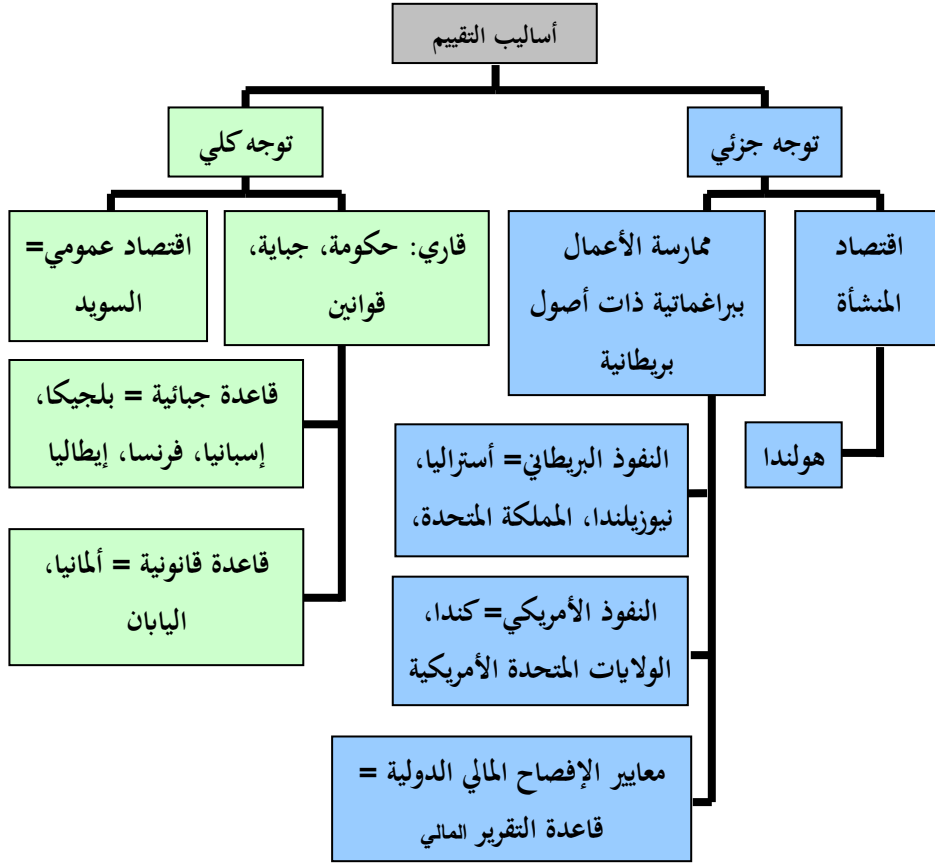 أساليب التقييم
توجه جزئي
توجه كلي
اقتصاد
المنشأة
ممارسة الأعمال
ببراغماتية ذات أصول
بريطانية
قاري: حكومة، جباية،
قوانين
اقتصاد عمومي=
السويد
هولندا
النفوذ البريطاني= أستراليا،
نيوزيلندا، المملكة المتحدة،
النفوذ الأمريكي= كندا،
الولايات المتحدة الأمريكية
معايير الإفصاح المالي الدولية =
قاعدة التقرير المالي
قاعدة جبائية = بلجيكا،
إسبانيا، فرنسا، إيطاليا
قاعدة قانونية = ألمانيا،
اليابان